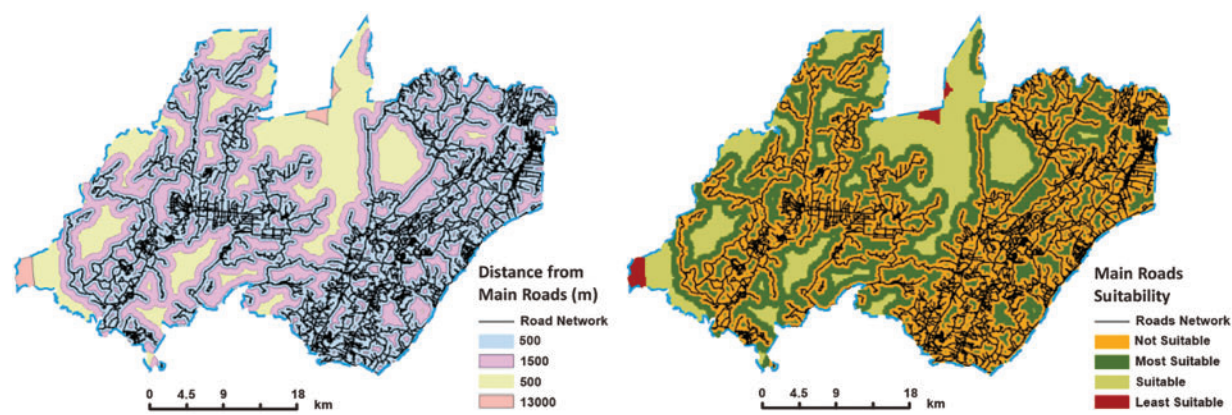 Distance from
Main Roads (m)
Road Network
500
1500
500
13000
0 4.5 9 18
km
Main Roads
Suitability
Roads Network
Not Suitable
Most Suitable
Suitable
Least Suitable
0 4.5 9 18
km